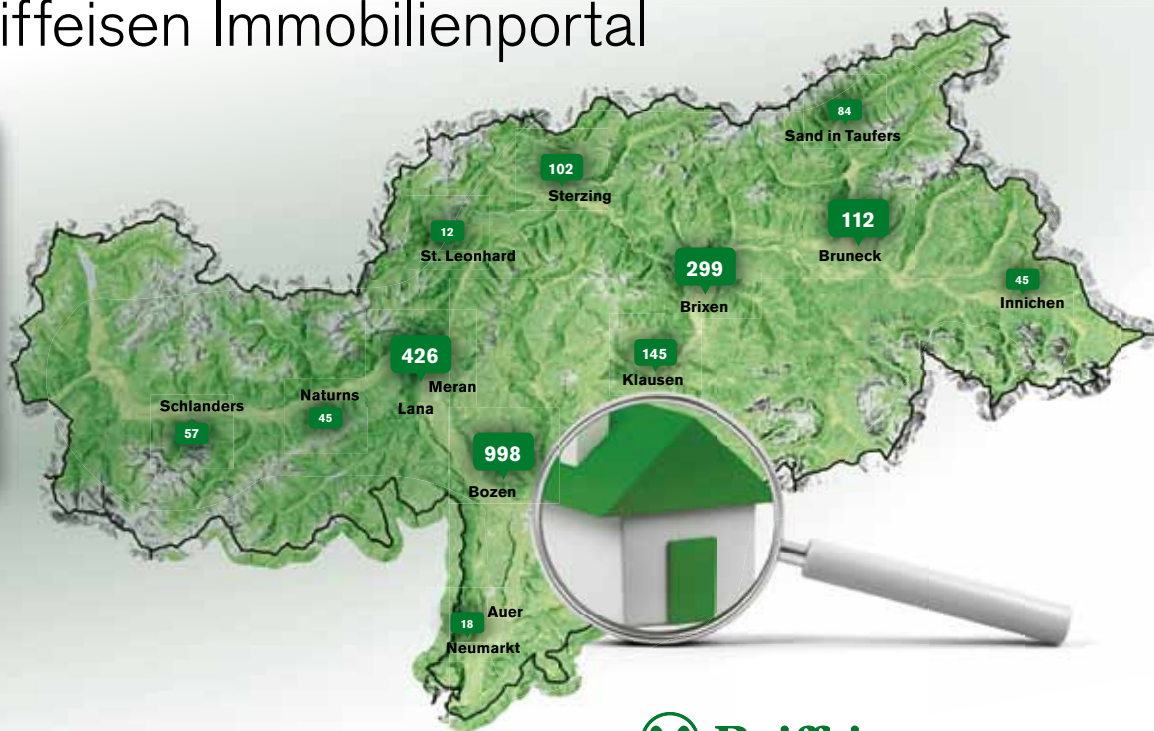 iffeisen Immobilienportal
84
Sand in Taufers
102
Sterzing
12
St. Leonhard
112
Bruneck
299
Brixen
45
Innichen
426
Meran
Lana
145
Klausen
Naturns
45
Schlanders
57
998
Bozen
18
Auer
Neumarkt